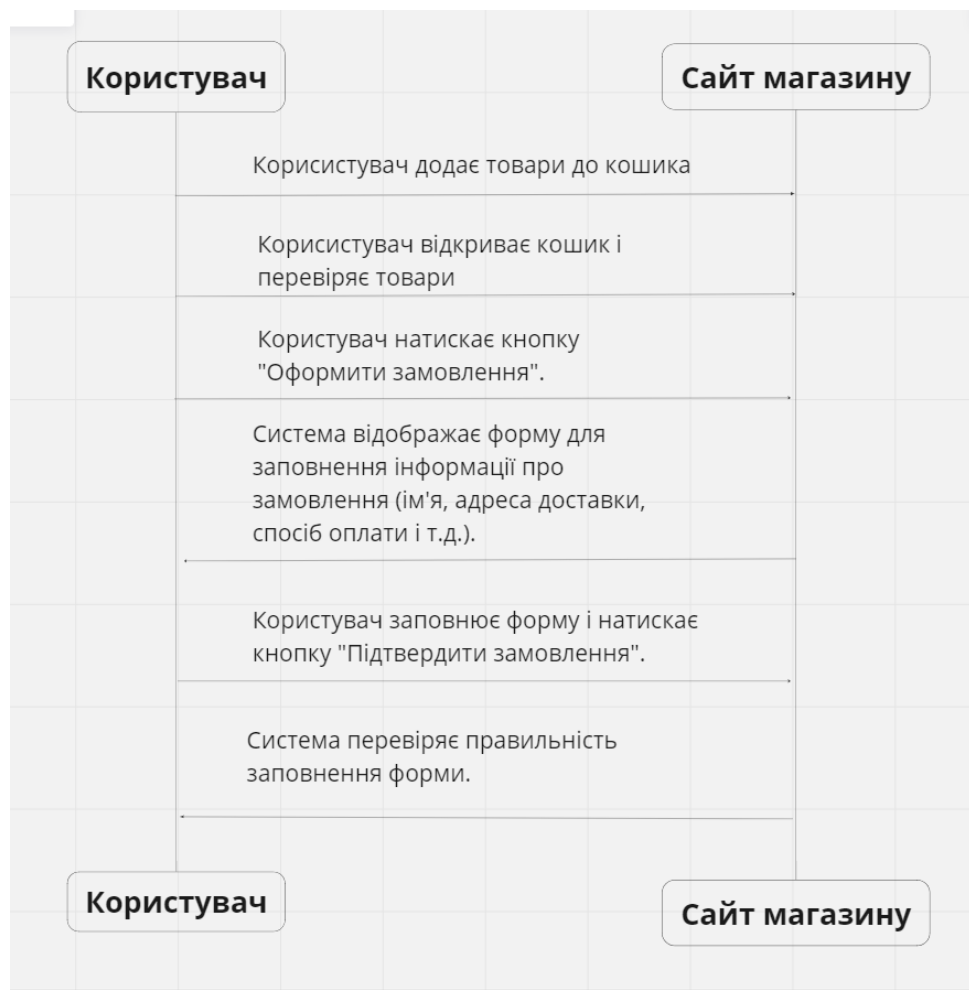 Користувач
Сайт магазину
Корисистувач додає товари до кошика
Корисистувач відкриває кошик і
перевіряє товари
Користувач натискає кнопку
"Оформити замовлення".
Система відображає форму для
заповнення інформації про
замовлення (ім'я, адреса доставки,
спосіб оплати і т.д.).
Користувач заповнює форму і натискає
кнопку "Підтвердити замовлення".
Система перевіряє правильність
заповнення форми.
Користувач
Сайт магазину